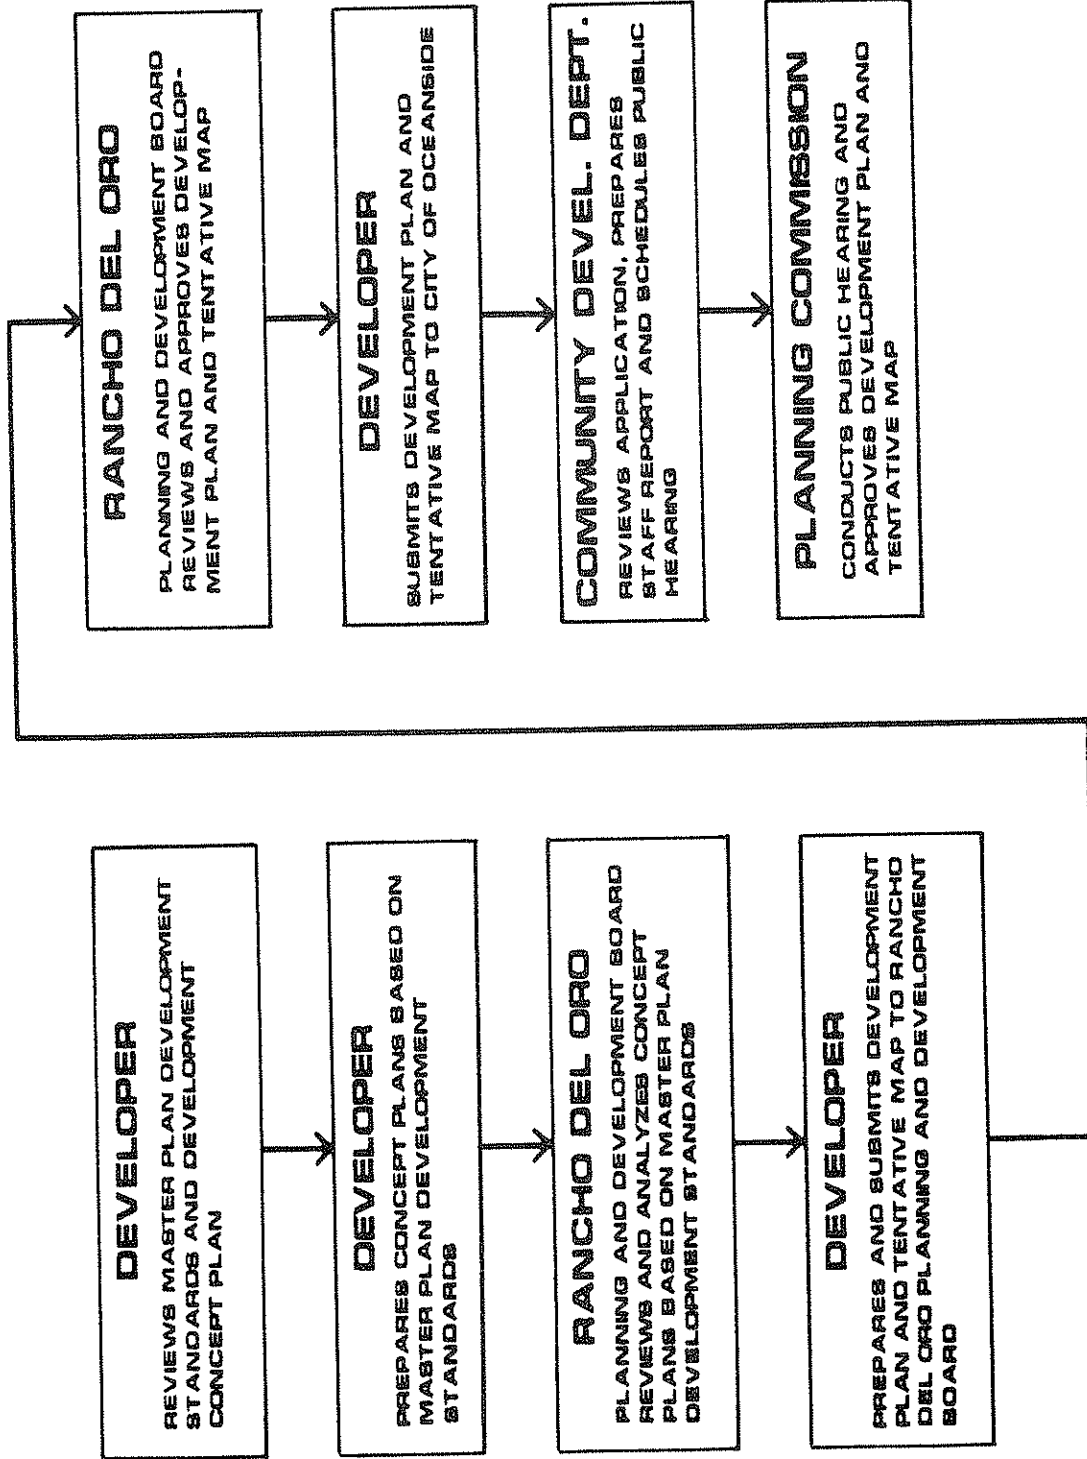 DEVELOPER
REVIEWS MASTER PLAN DEVELOPMENT
STANDARDS AND DEVELOPMENT
CONCEPT PLAN
DEVELOPER
PREPARES CONCEPT PLANS BASED ON
MASTER PLAN DEVELOPMENT
STANDARDS
RANCHO DEL ORO
PLANNING AND DEVELOPMENT BOARD
REVIEWS AND ANALYZES CONCEPT
PLANS BASED ON MASTER PLAN
DEVELOPMENT STANDARDS
DEVELOPER
PREPARES AND SUBMITS DEVELOPMENT
PLAN AND TENTATIVE MAP TO RANCHO
DEL ORO PLANNING AND DEVELOPMENT
BOARD
RANCHO DEL ORO
PLANNING AND DEVELOPMENT BOARD
REVIEWS AND APPROVES DEVELOP-
MENT PLAN AND TENTATIVE MAP
DEVELOPER
SUBMITS DEVELOPMENT PLAN AND
TENTATIVE MAP TO CITY OF OCEANSIDE
COMMUNITY DEVEL. DEPT.
REVIEWS APPLICATION, PREPARES
STAFF REPORT AND SCHEDULES PUBLIC
HEARING
PLANNING COMMISSION
CONDUCTS PUBLIC HEARING AND
APPROVES DEVELOPMENT PLAN AND
TENTATIVE MAP